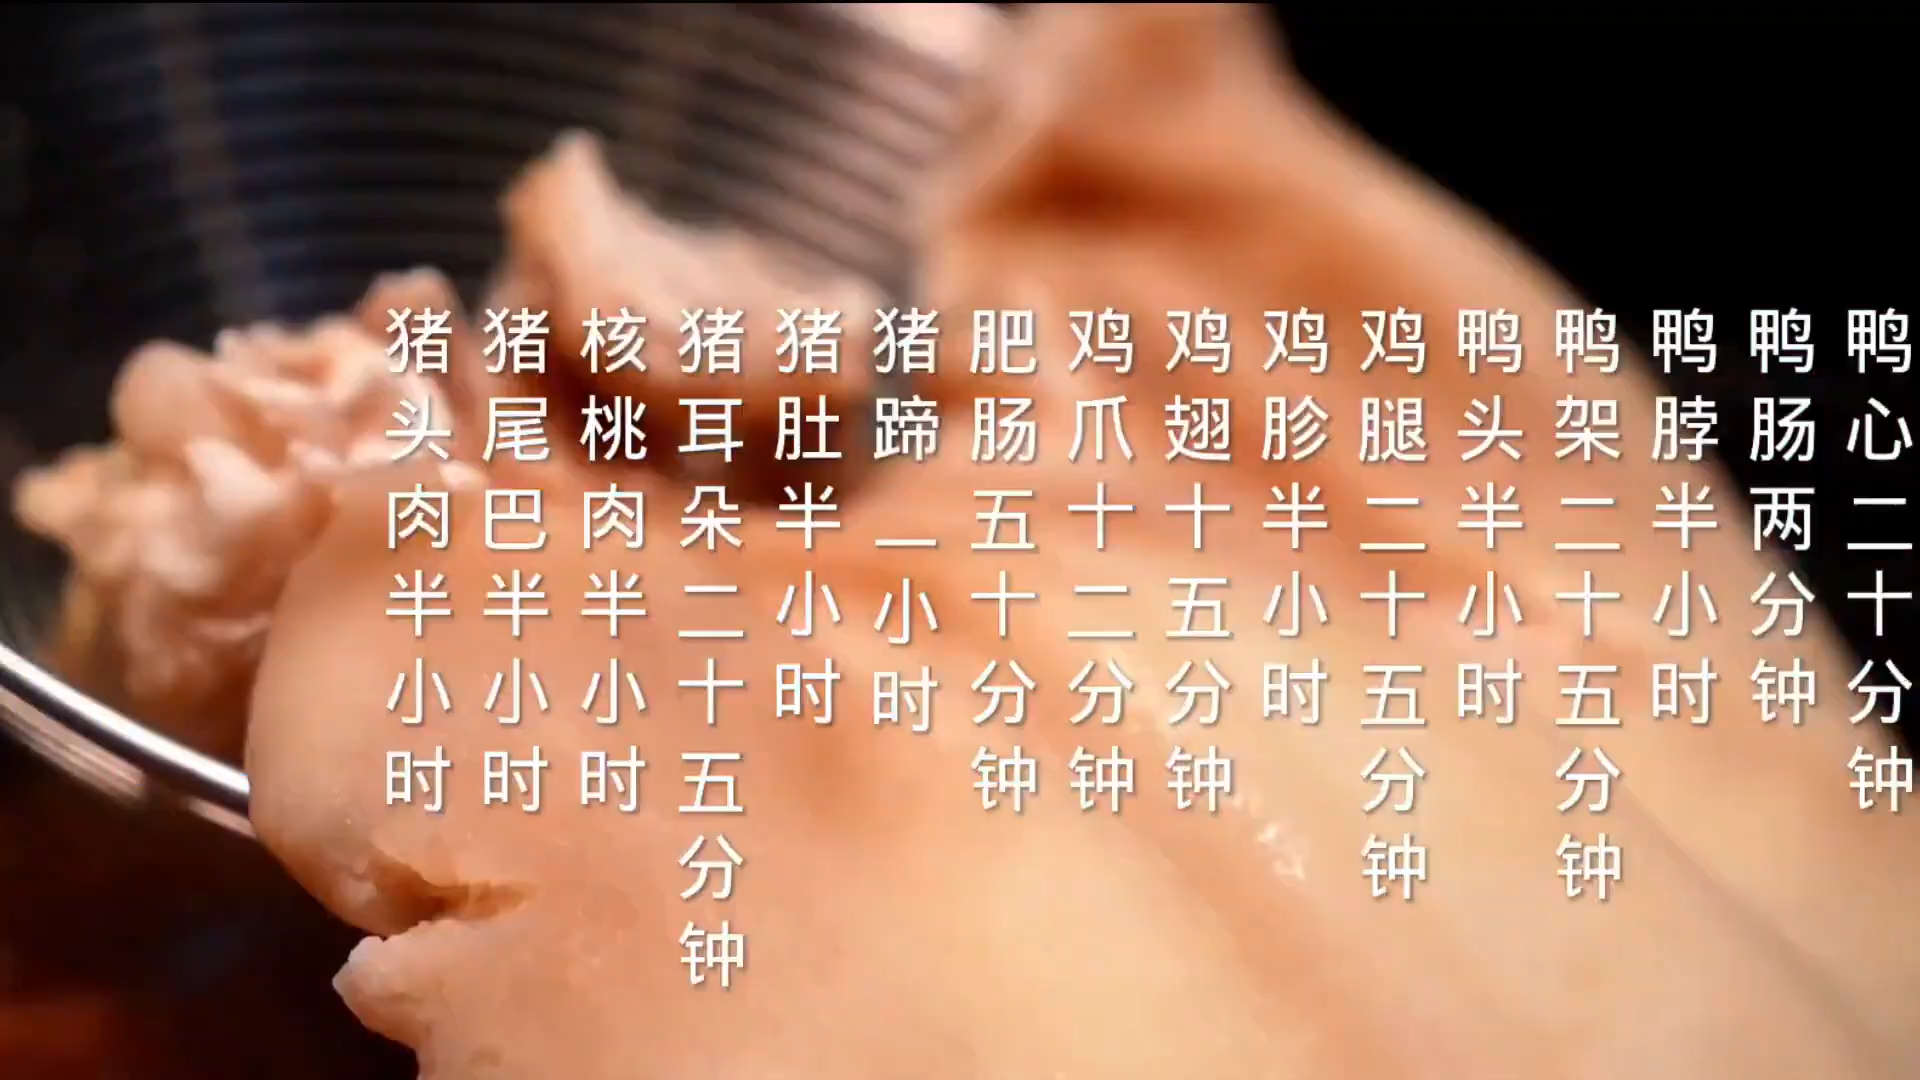 猪头肉半小时
猪尾巴半小时
核桃肉半小时
猪耳朵二十五分钟
猪肚半小时
猪蹄一小时
肥肠五十分钟
鸡爪十二分钟
鸡翅十五分钟
鸡胗半小时
鸡腿二十五分钟
鸭头半小时
鸭架二十五分钟
鸭脖半小时
鸭肠两分钟
鸭心二十分钟